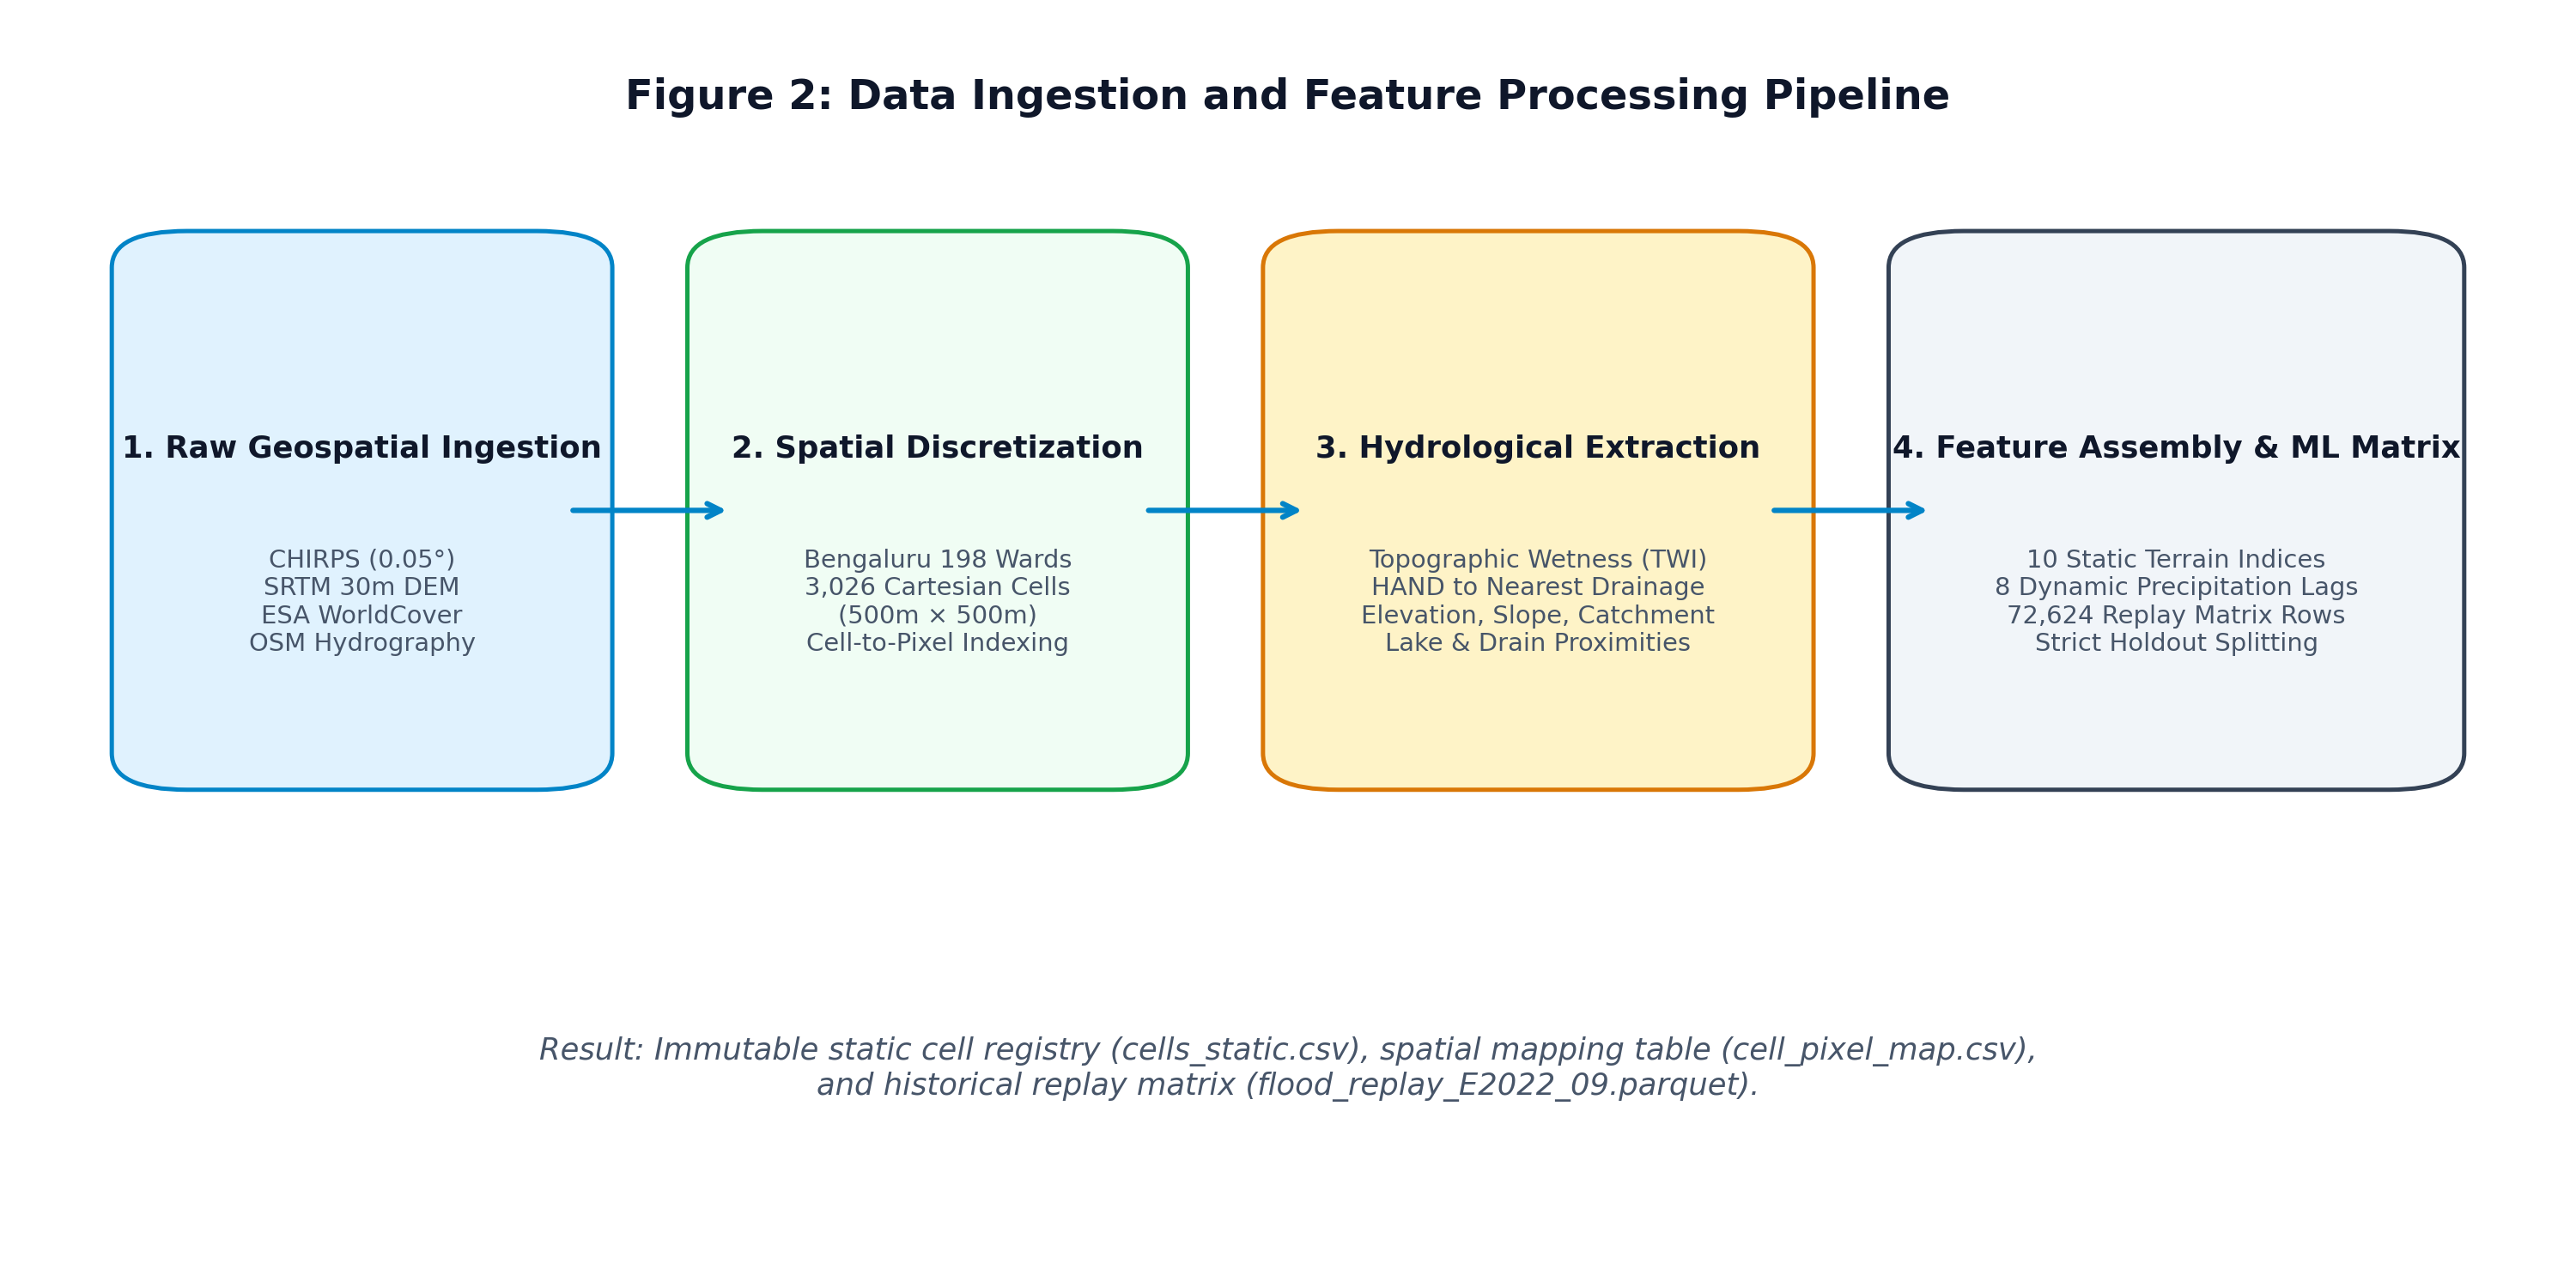 Figure 2: Data Ingestion and Feature Processing Pipeline
1. Raw Geospatial Ingestion
CHIRPS (0.05°)
SRTM 30m DEM
ESA WorldCover
OSM Hydrography
2. Spatial Discretization
Bengaluru 198 Wards
3,026 Cartesian Cells
(500m × 500m)
Cell-to-Pixel Indexing
3. Hydrological Extraction
Topographic Wetness (TWI)
HAND to Nearest Drainage
Elevation, Slope, Catchment
Lake & Drain Proximities
4. Feature Assembly & ML Matrix
10 Static Terrain Indices
8 Dynamic Precipitation Lags
72,624 Replay Matrix Rows
Strict Holdout Splitting
Result: Immutable static cell registry (cells_static.csv), spatial mapping table (cell_pixel_map.csv),
and historical replay matrix (flood_replay_E2022_09.parquet).